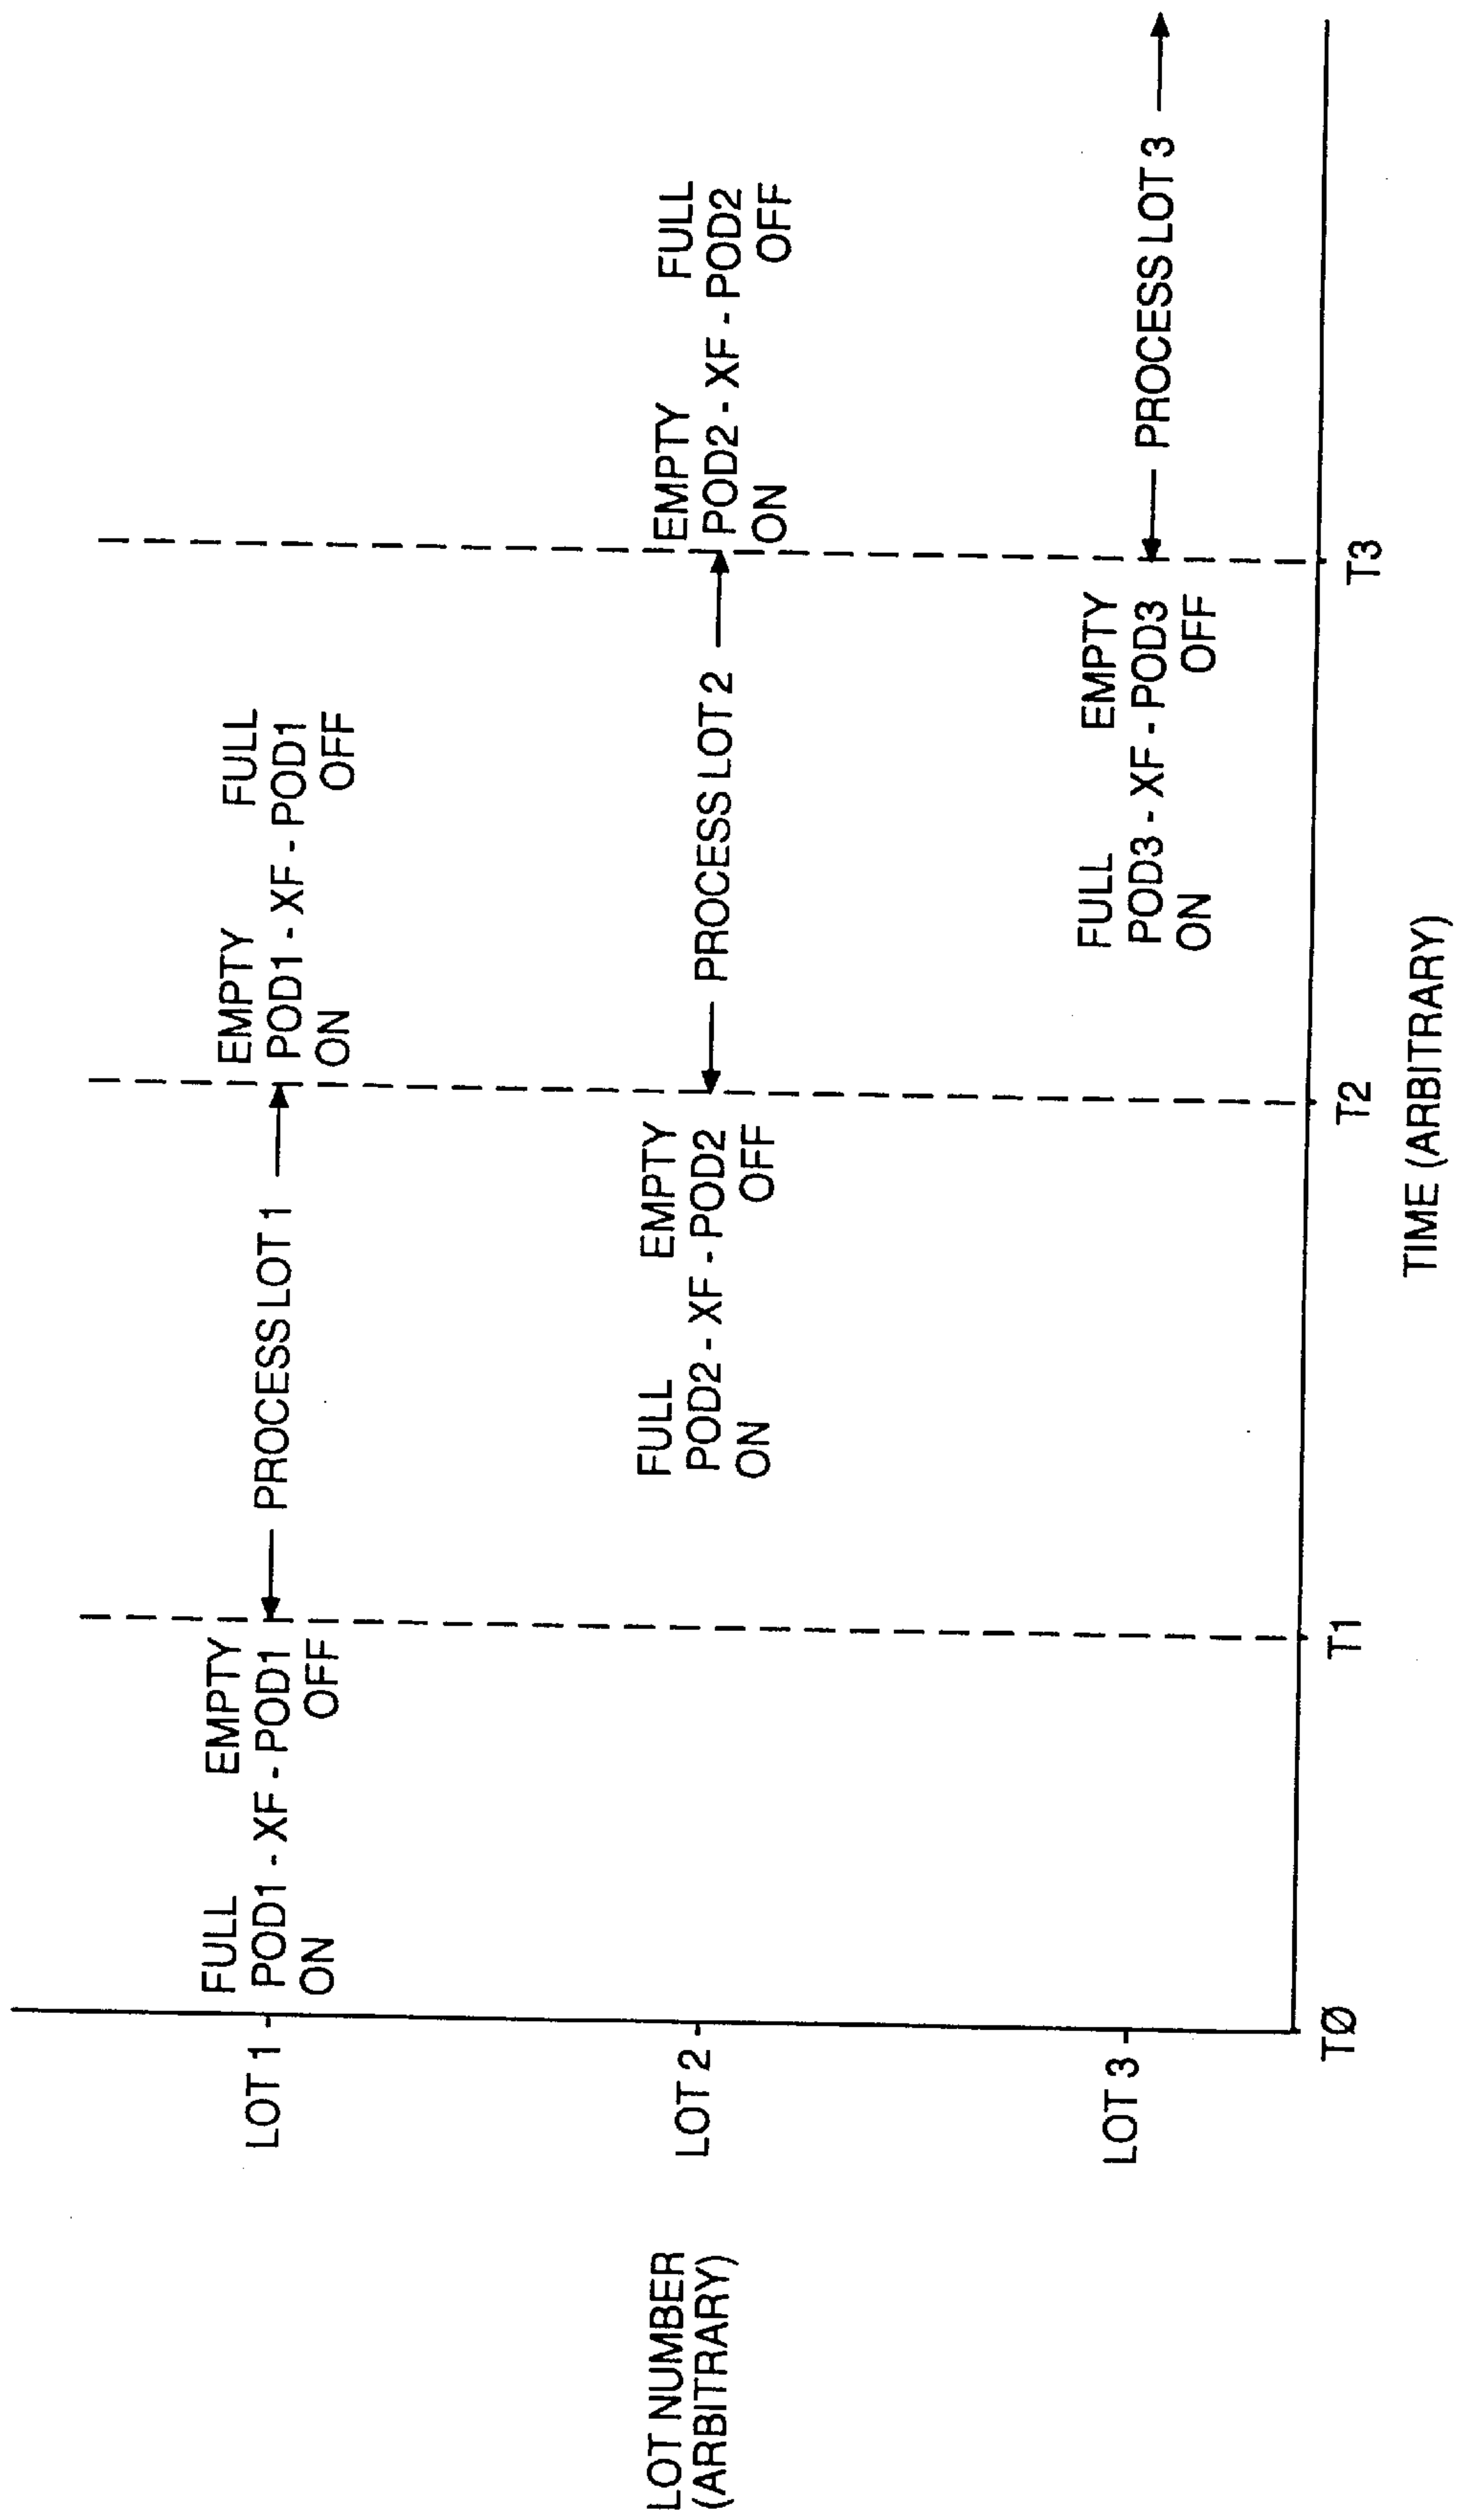 FULL EMPTY
LOT 1 POD1 - XF - POD1 PROCESS LOT 1
ON OFF
EMPTY FULL
POD1 - XF - POD1
ON OFF
LOT NUMBER
(ARBITRARY)
FULL EMPTY
LOT 2 POD2 - XF - POD2 PROCESS LOT 2
ON OFF
EMPTY FULL
POD2 - XF - POD2
ON OFF
FULL EMPTY
LOT 3 POD3 - XF - POD3 PROCESS LOT 3
ON OFF
TØ T1 T2 T3
TIME (ARBITRARY)